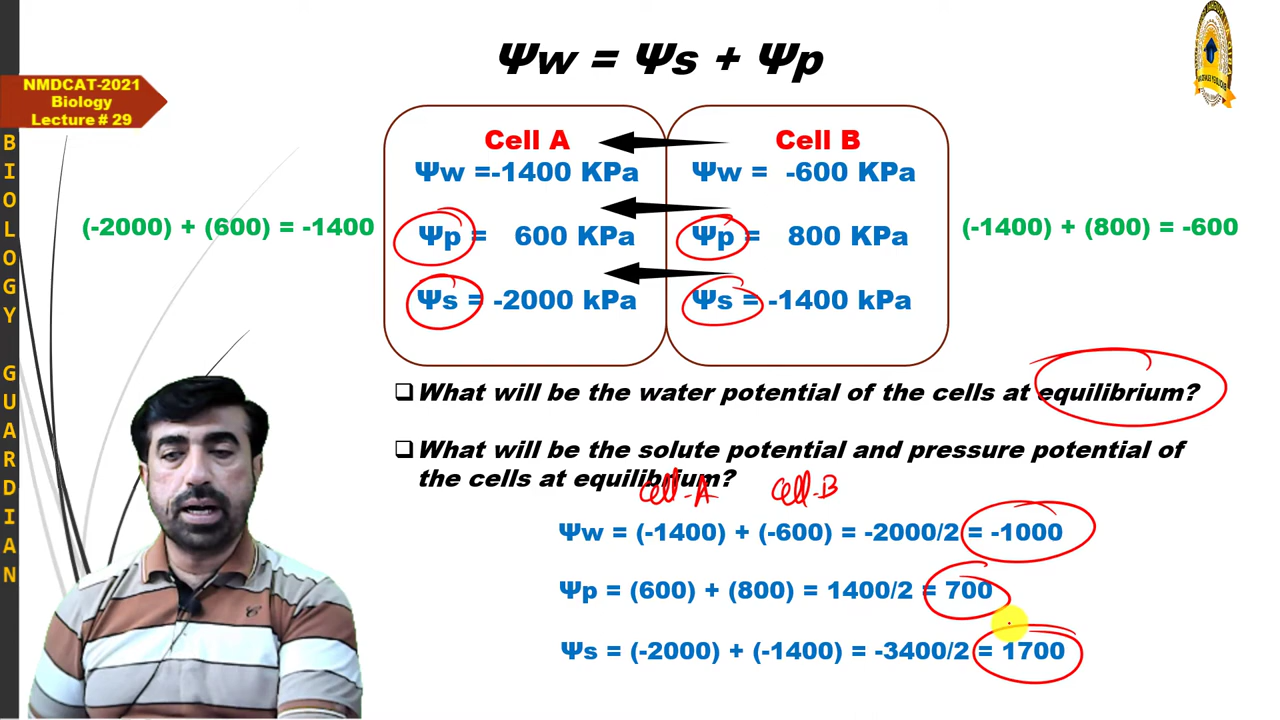 Ψw = Ψs + Ψp
NMDCAT-2021
Biology
Lecture # 29
BIOLOGY GUARDIAN
Cell A
Ψw =-1400 KPa
Ψp = 600 KPa
Ψs = -2000 kPa
Cell B
Ψw = -600 KPa
Ψp = 800 KPa
Ψs = -1400 kPa
(-2000) + (600) = -1400
(-1400) + (800) = -600
❑ What will be the water potential of the cells at equilibrium?
❑ What will be the solute potential and pressure potential of
the cells at equilibrium?
Cell-A Cell-B
Ψw = (-1400) + (-600) = -2000/2 = -1000
Ψp = (600) + (800) = 1400/2 = 700
Ψs = (-2000) + (-1400) = -3400/2 = 1700